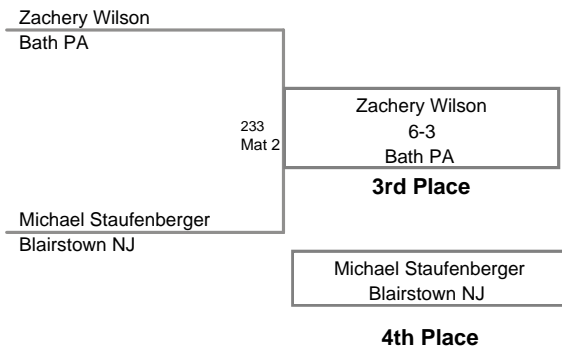 Zachery Wilson
Bath PA
233
Mat 2
Zachery Wilson
6-3
Bath PA
3rd Place
Michael Staufenberger
Blairstown NJ
Michael Staufenberger
Blairstown NJ
4th Place